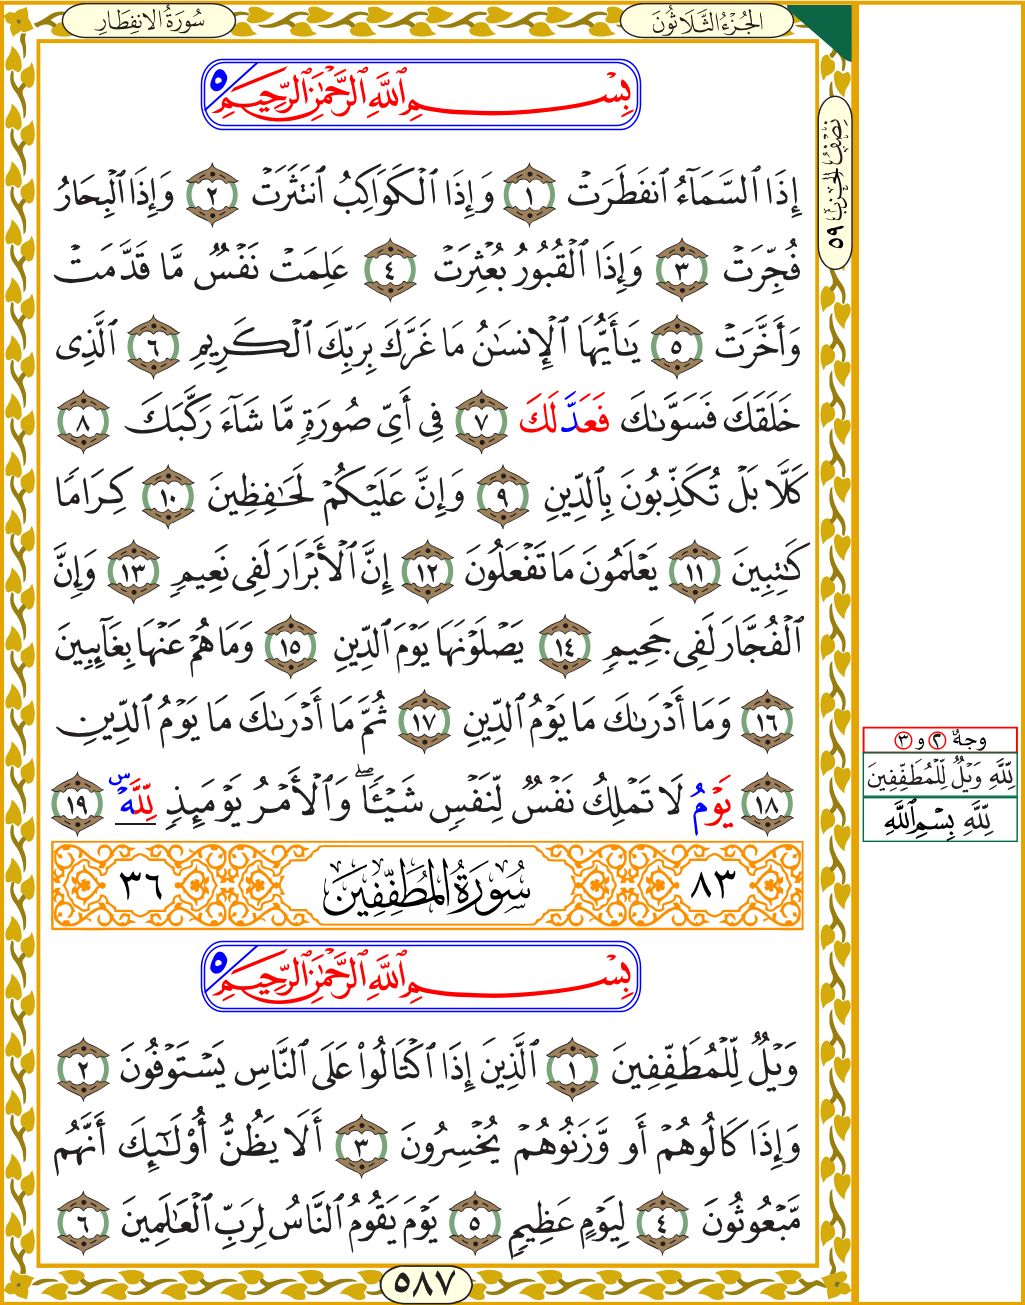 الجُزْءُ الثَّلَاثُونَ
سُورَةُ الانفِطَار
نِصْفُ الحِزْب ٥٩
بِسْمِ اللَّهِ الرَّحْمَٰنِ الرَّحِيمِ ٥
إِذَا ٱلسَّمَآءُ ٱنفَطَرَتْ ١ وَإِذَا ٱلْكَوَاكِبُ ٱنتَثَرَتْ ٢ وَإِذَا ٱلْبِحَارُ
فُجِّرَتْ ٣ وَإِذَا ٱلْقُبُورُ بُعْثِرَتْ ٤ عَلِمَتْ نَفْسٌ مَّا قَدَّمَتْ
وَأَخَّرَتْ ٥ يَٰأَيُّهَا ٱلْإِنسَٰنُ مَا غَرَّكَ بِرَبِّكَ ٱلْكَرِيمِ ٦ ٱلَّذِى
خَلَقَكَ فَسَوَّىٰكَ فَعَدَّلَكَ ٧ فِى أَىِّ صُورَةٍ مَّا شَآءَ رَكَّبَكَ ٨
كَلَّا بَلْ تُكَذِّبُونَ بِٱلدِّينِ ٩ وَإِنَّ عَلَيْكُمْ لَحَٰفِظِينَ ١٠ كِرَامًا
كَٰتِبِينَ ١١ يَعْلَمُونَ مَا تَفْعَلُونَ ١٢ إِنَّ ٱلْأَبْرَارَ لَفِى نَعِيمٍ ١٣ وَإِنَّ
ٱلْفُجَّارَ لَفِى جَحِيمٍ ١٤ يَصْلَوْنَهَا يَوْمَ ٱلدِّينِ ١٥ وَمَا هُمْ عَنْهَا بِغَآئِبِينَ
١٦ وَمَا أَدْرَىٰكَ مَا يَوْمُ ٱلدِّينِ ١٧ ثُمَّ مَا أَدْرَىٰكَ مَا يَوْمُ ٱلدِّينِ
١٨ يَوْمُ لَا تَمْلِكُ نَفْسٌ لِّنَفْسٍ شَيْـًٔا ۖ وَٱلْأَمْرُ يَوْمَئِذٍ لِّلَّهِ س ١٩
٨٣ سُورَةُ المُطَفِّفِينَ ٣٦
بِسْمِ اللَّهِ الرَّحْمَٰنِ الرَّحِيمِ ٥
وَيْلٌ لِّلْمُطَفِّفِينَ ١ ٱلَّذِينَ إِذَا ٱكْتَالُوا۟ عَلَى ٱلنَّاسِ يَسْتَوْفُونَ ٢
وَإِذَا كَالُوهُمْ أَو وَّزَنُوهُمْ يُخْسِرُونَ ٣ أَلَا يَظُنُّ أُو۟لَٰٓئِكَ أَنَّهُم
مَّبْعُوثُونَ ٤ لِيَوْمٍ عَظِيمٍ ٥ يَوْمَ يَقُومُ ٱلنَّاسُ لِرَبِّ ٱلْعَٰلَمِينَ ٦
٥٨٧
وجهُ ٢ و ٣
لِلَّهِ وَيْلٌ لِّلْمُطَفِّفِينَ
لِّلَّهِ بِسْمِ ٱللَّهِ